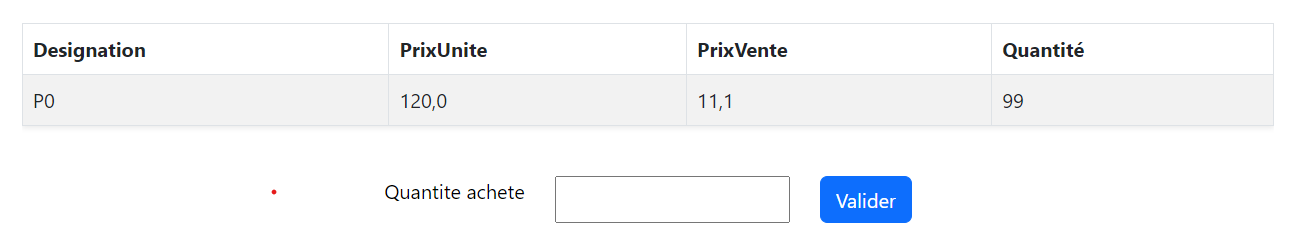 Designation PrixUnite PrixVente Quantité
P0 120,0 11,1 99
Quantite achete Valider